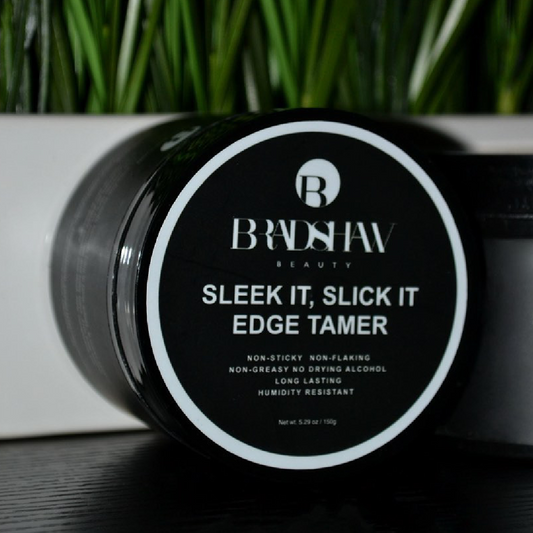 B
BRADSHAW
BEAUTY
SLEEK IT, SLICK IT
EDGE TAMER
NON-STICKY NON-FLAKING
NON-GREASY NO DRYING ALCOHOL
LONG LASTING
HUMIDITY RESISTANT
Net wt. 5.29 oz / 150g